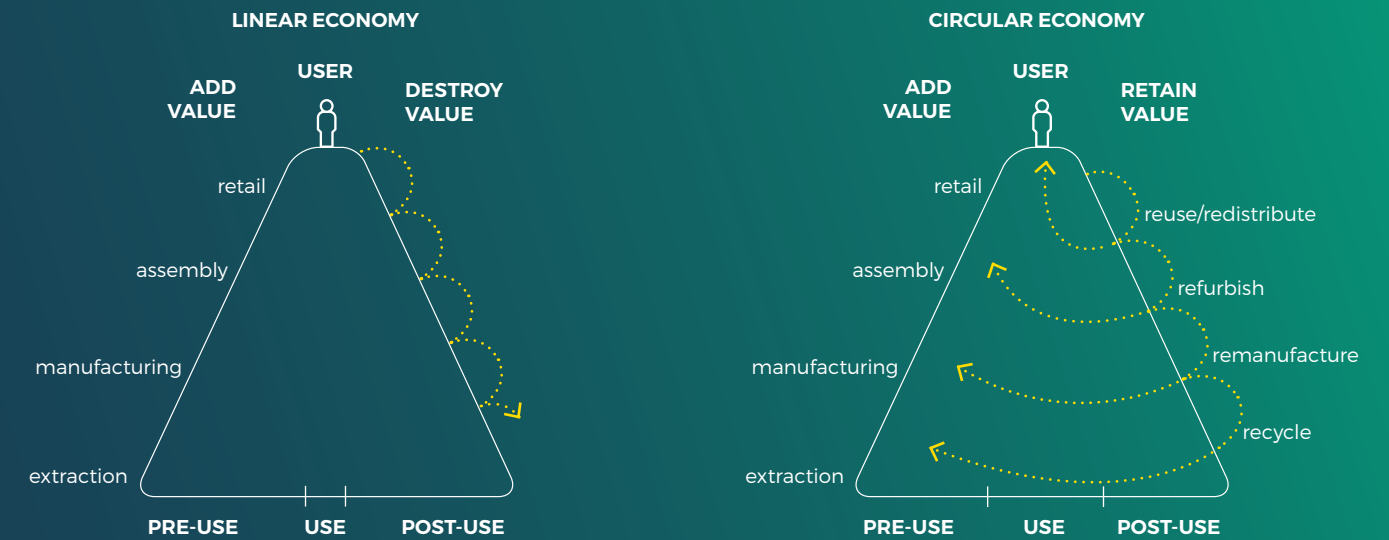 LINEAR ECONOMY
USER
ADD
VALUE
DESTROY
VALUE
retail
assembly
manufacturing
extraction
PRE-USE
USE
POST-USE
CIRCULAR ECONOMY
USER
ADD
VALUE
RETAIN
VALUE
retail
reuse/redistribute
assembly
refurbish
manufacturing
remanufacture
recycle
extraction
PRE-USE
USE
POST-USE